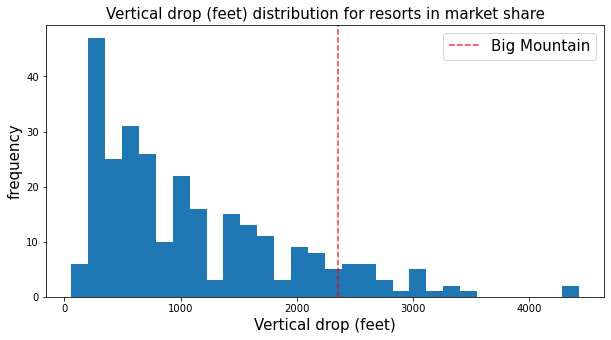 Vertical drop (feet) distribution for resorts in market share
Big Mountain
frequency
40
30
20
10
0
0 1000 2000 3000 4000
Vertical drop (feet)